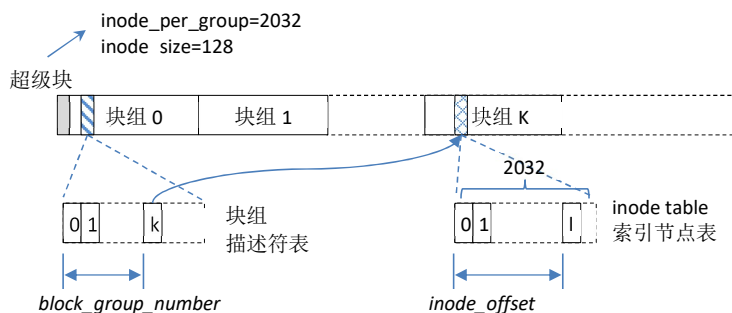 inode_per_group=2032
inode size=128
超级块
块组 0
块组 1
块组 K
2032
0 1
k
块组
描述符表
0 1
l
inode table
索引节点表
block_group_number
inode_offset